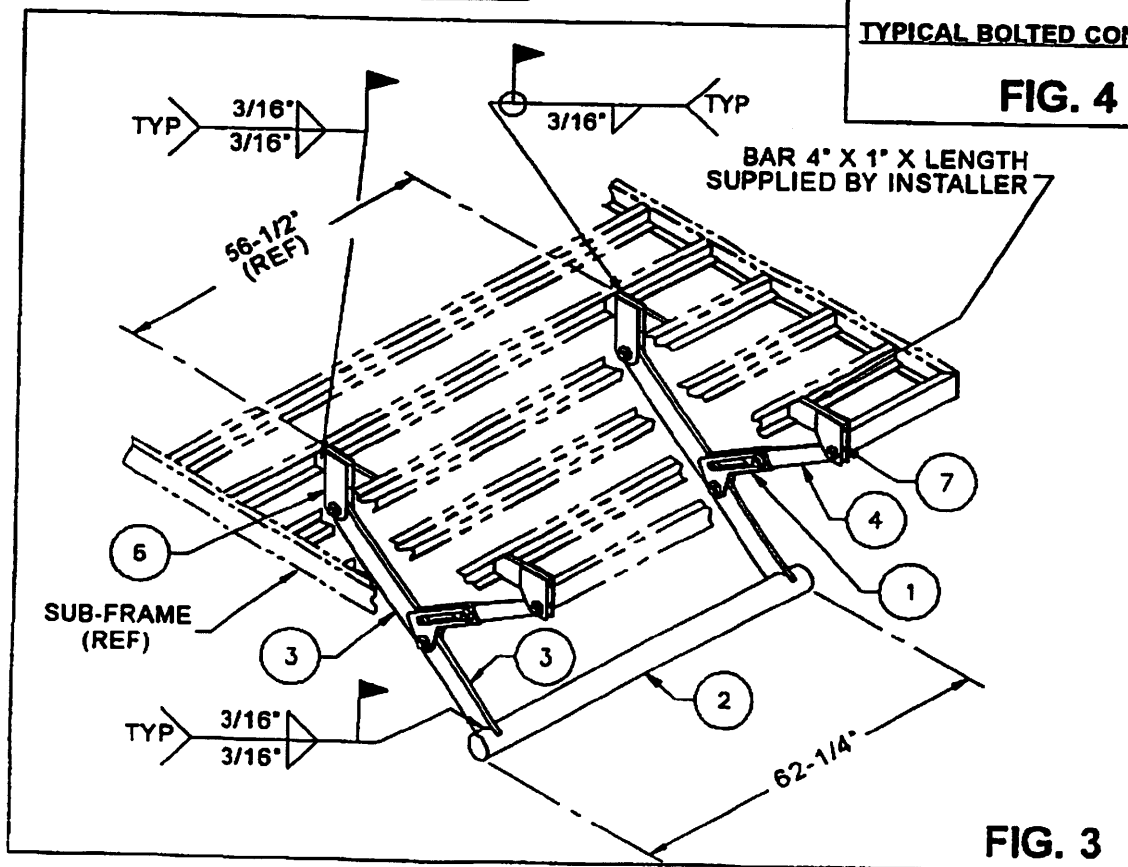 TYPICAL BOLTED CON
FIG. 4
TYP
3/16"
3/16"
3/16"
TYP
BAR 4" X 1" X LENGTH
SUPPLIED BY INSTALLER
56-1/2"
(REF)
6
SUB-FRAME
(REF)
3
3
7
4
1
2
TYP
3/16"
3/16"
62-1/4"
FIG. 3